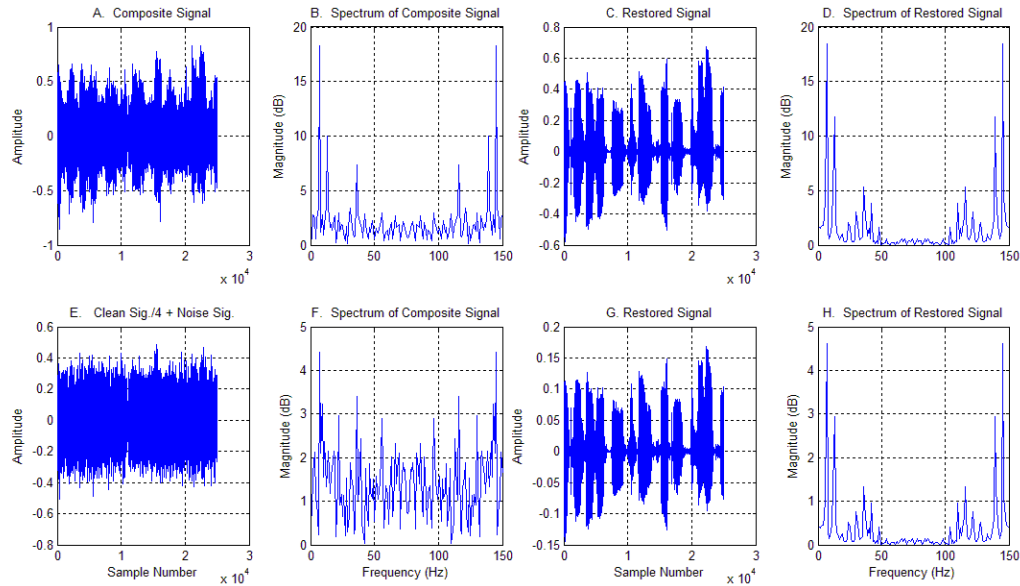 A. Composite Signal
Amplitude
1
0.5
0
-0.5
-1
0 1 2 3
x 10^4
B. Spectrum of Composite Signal
Magnitude (dB)
20
15
10
5
0
0 50 100 150
C. Restored Signal
Amplitude
0.8
0.6
0.4
0.2
0
-0.2
-0.4
-0.6
0 1 2 3
x 10^4
D. Spectrum of Restored Signal
Magnitude (dB)
20
15
10
5
0
0 50 100 150
E. Clean Sig./4 + Noise Sig.
Amplitude
0.6
0.4
0.2
0
-0.2
-0.4
-0.6
-0.8
0 1 2 3
Sample Number
x 10^4
F. Spectrum of Composite Signal
Magnitude (dB)
5
4
3
2
1
0
0 50 100 150
Frequency (Hz)
G. Restored Signal
Amplitude
0.2
0.15
0.1
0.05
0
-0.05
-0.1
-0.15
0 1 2 3
Sample Number
x 10^4
H. Spectrum of Restored Signal
Magnitude (dB)
5
4
3
2
1
0
0 50 100 150
Frequency (Hz)